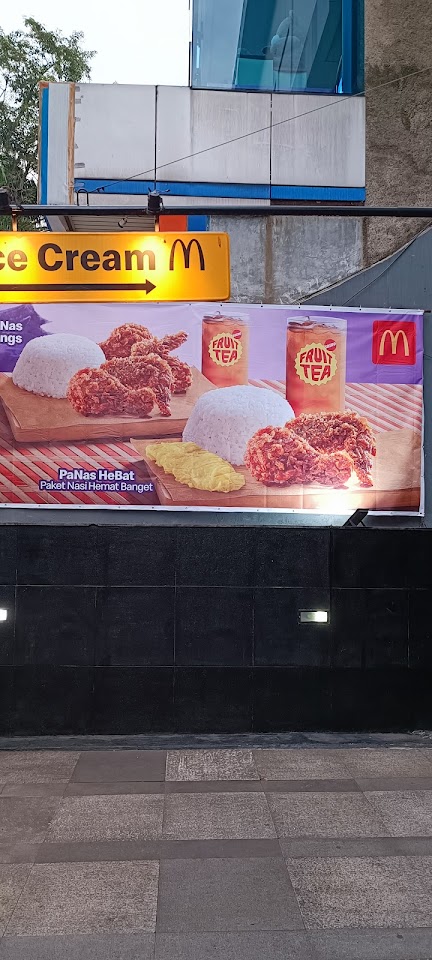 ce Cream
Nas
ngs
FRUIT
TEA
FRUIT
TEA
PaNas HeBat
Paket Nasi Hemat Banget